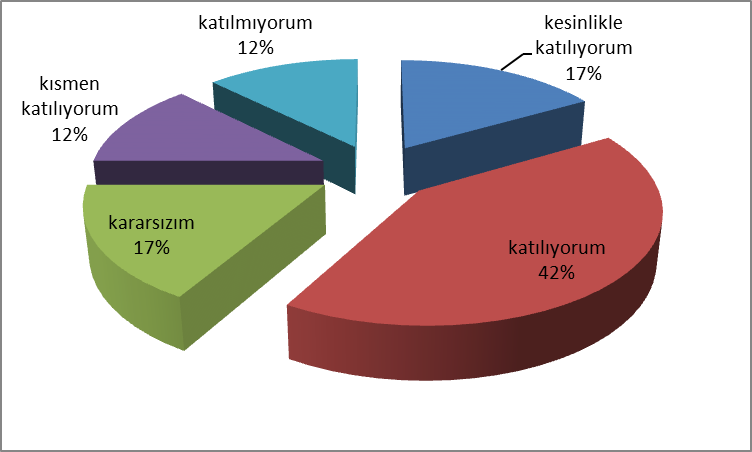 katılmıyorum
12%
kesinlikle
katılıyorum
17%
kısmen
katılıyorum
12%
kararsızım
17%
katılıyorum
42%